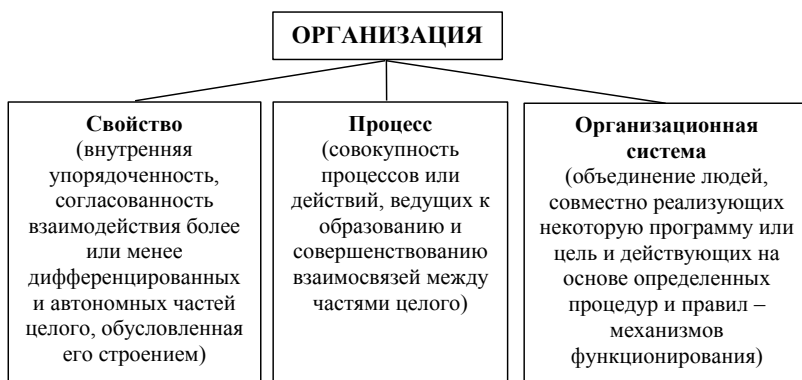 ОРГАНИЗАЦИЯ
Свойство
(внутренняя
упорядоченность,
согласованность
взаимодействия более
или менее
дифференцированных
и автономных частей
целого, обусловленная
его строением)
Процесс
(совокупность
процессов или
действий, ведущих к
образованию и
совершенствованию
взаимосвязей между
частями целого)
Организационная
система
(объединение людей,
совместно реализующих
некоторую программу или
цель и действующих на
основе определенных
процедур и правил –
механизмов
функционирования)